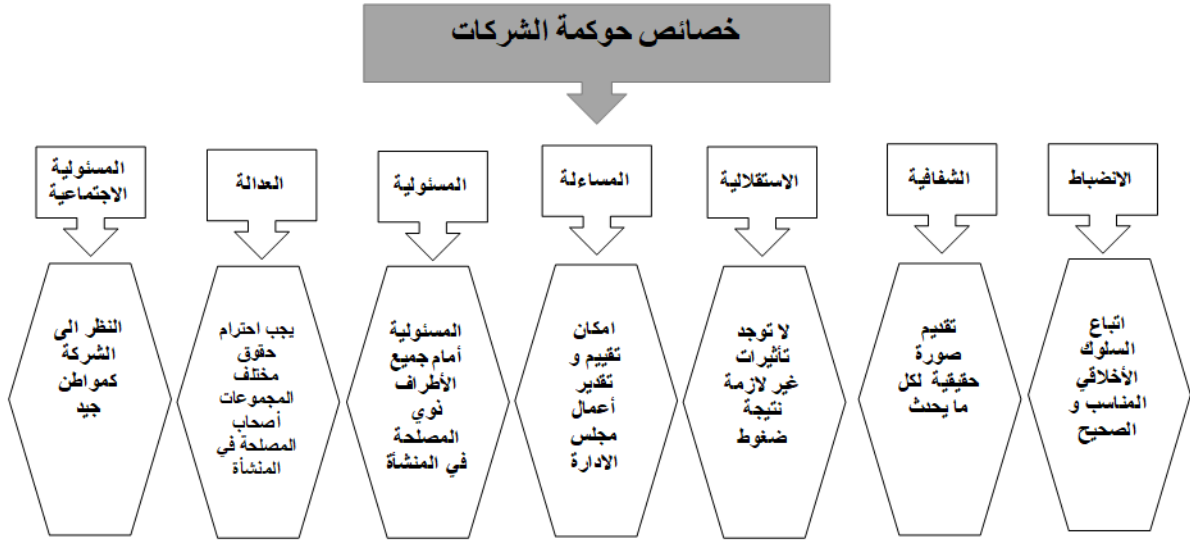 خصائص حوكمة الشركات
الانضباط
الشفافية
الاستقلالية
المساءلة
المسئولية
العدالة
المسئولية
الاجتماعية
اتباع
السلوك
الأخلاقي
المناسب و
الصحيح
تقديم
صورة
حقيقية لكل
ما يحدث
لا توجد
تأثيرات
غير لازمة
نتيجة
ضغوط
امكان
تقييم و
تقدير
أعمال
مجلس
الادارة
المسئولية
أمام جميع
الأطراف
ذوي
المصلحة
في المنشأة
يجب احترام
حقوق
مختلف
المجموعات
أصحاب
المصلحة في
المنشأة
النظر الى
الشركة
كمواطن
جيد